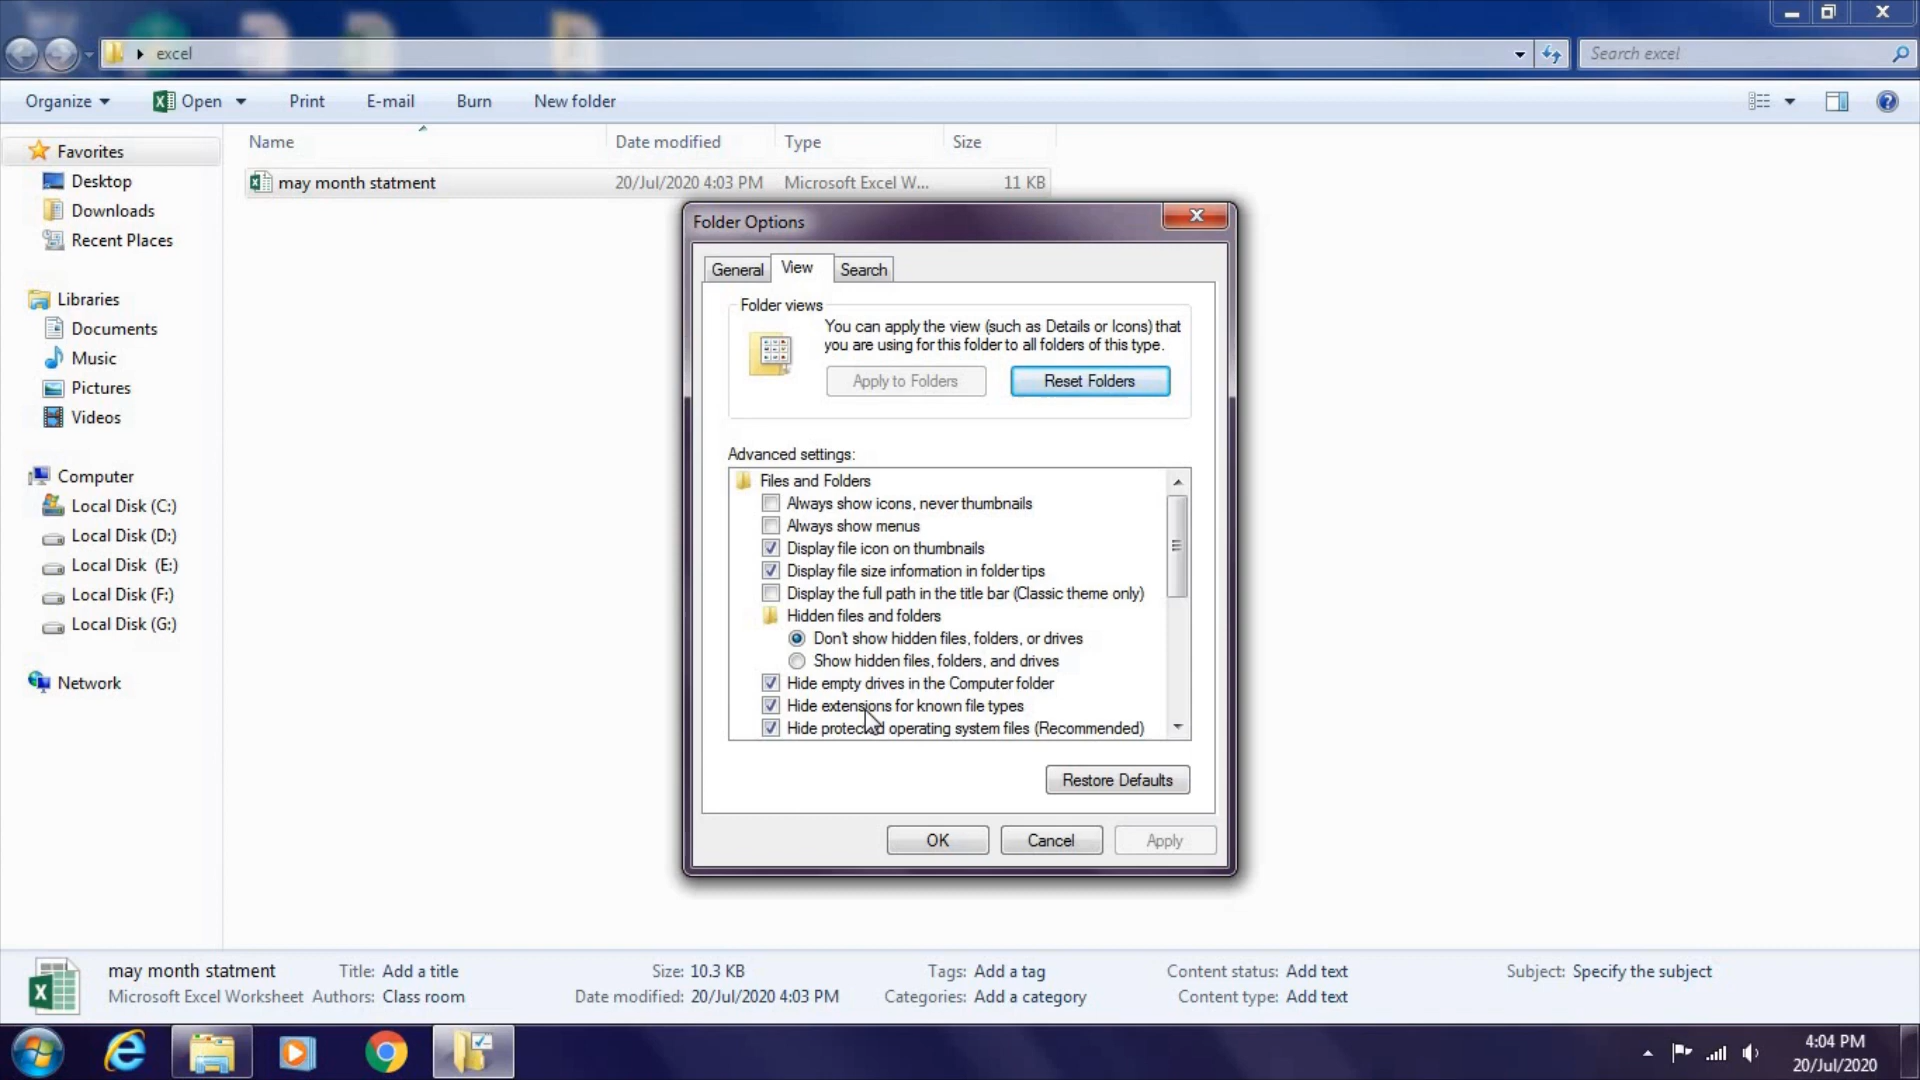 excel
Search excel
Organize
Open
Print
E-mail
Burn
New folder
Name
Date modified
Type
Size
may month statment
20/Jul/2020 4:03 PM
Microsoft Excel W...
11 KB
Favorites
Desktop
Downloads
Recent Places
Libraries
Documents
Music
Pictures
Videos
Computer
Local Disk (C:)
Local Disk (D:)
Local Disk (E:)
Local Disk (F:)
Local Disk (G:)
Network
Folder Options
General
View
Search
Folder views
You can apply the view (such as Details or Icons) that
you are using for this folder to all folders of this type.
Apply to Folders
Reset Folders
Advanced settings:
Files and Folders
Always show icons, never thumbnails
Always show menus
Display file icon on thumbnails
Display file size information in folder tips
Display the full path in the title bar (Classic theme only)
Hidden files and folders
Don't show hidden files, folders, or drives
Show hidden files, folders, and drives
Hide empty drives in the Computer folder
Hide extensions for known file types
Hide protected operating system files (Recommended)
Restore Defaults
OK
Cancel
Apply
may month statment
Title: Add a title
Size: 10.3 KB
Tags: Add a tag
Content status: Add text
Subject: Specify the subject
Microsoft Excel Worksheet
Authors: Class room
Date modified: 20/Jul/2020 4:03 PM
Categories: Add a category
Content type: Add text
4:04 PM
20/Jul/2020